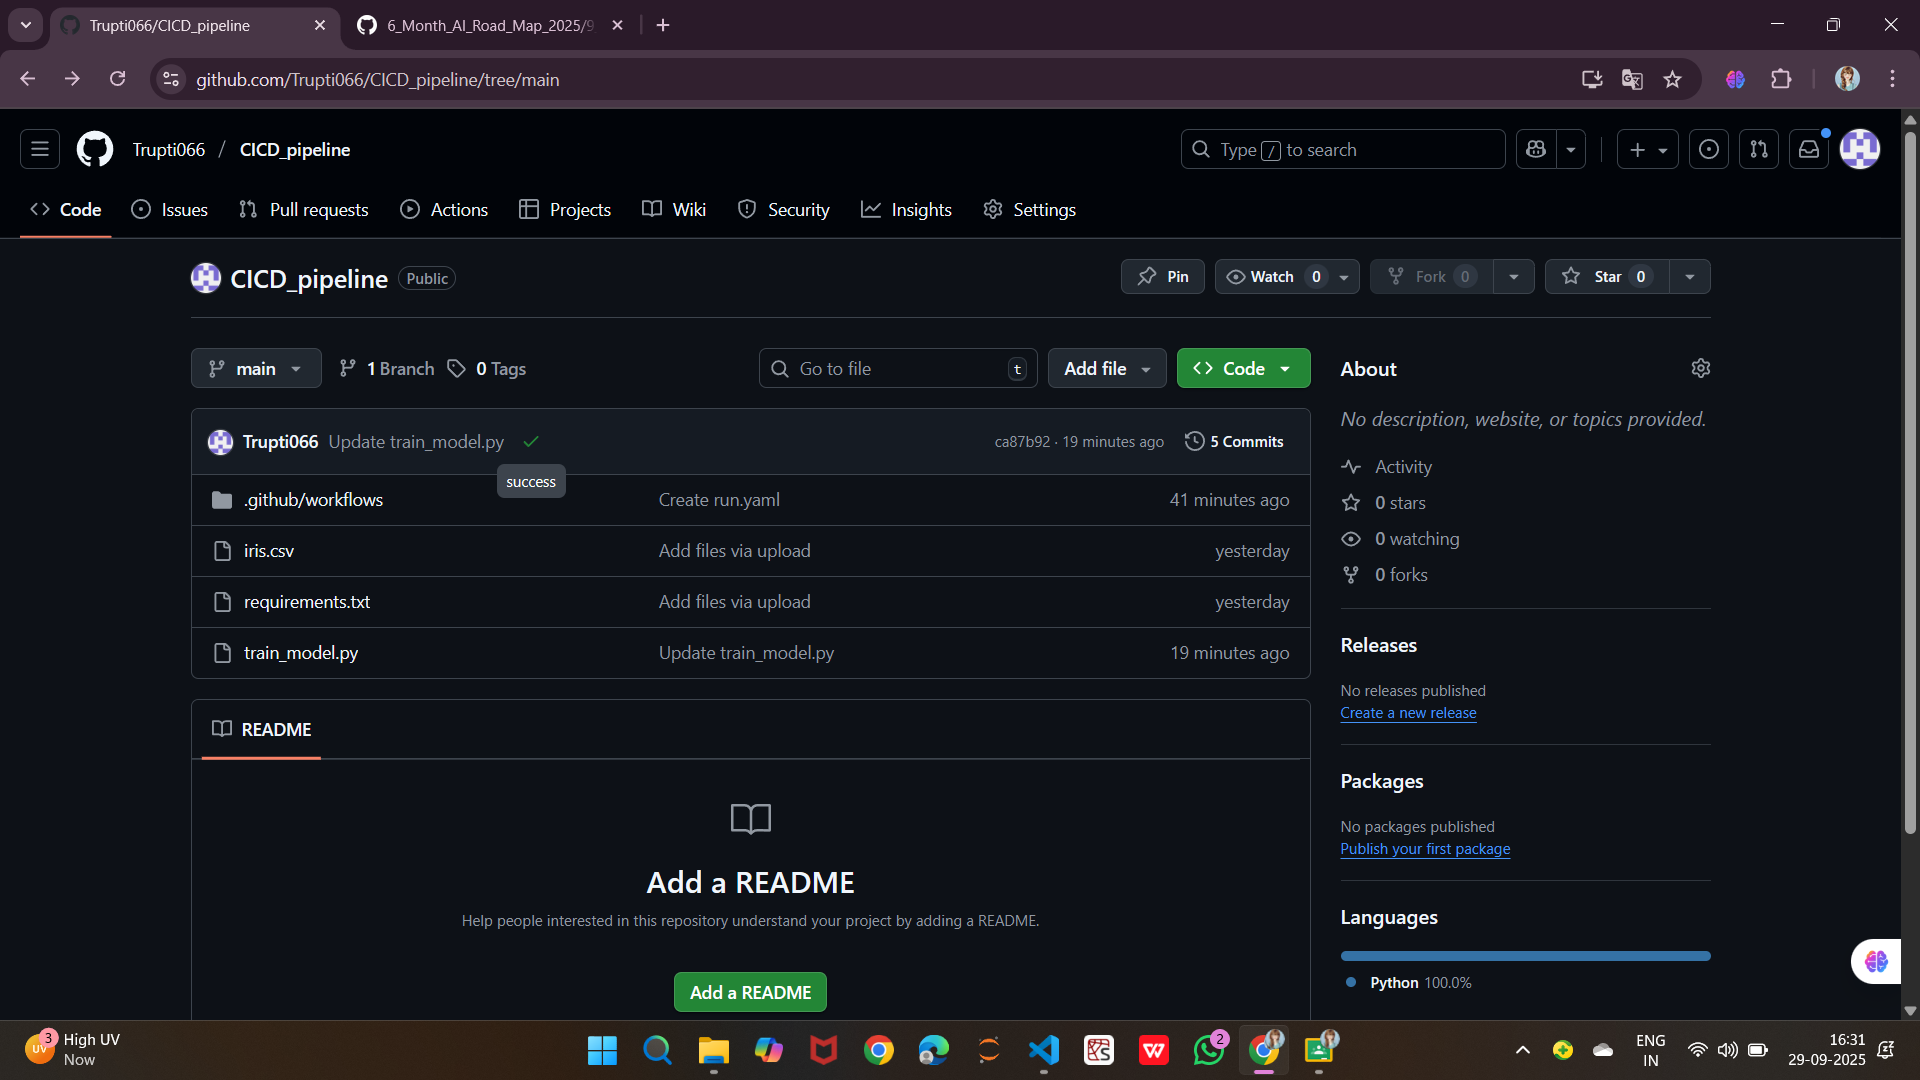 Trupti066/CICD_pipeline
6_Month_AI_Road_Map_2025/9
github.com/Trupti066/CICD_pipeline/tree/main
Trupti066 / CICD_pipeline
Type / to search
Code
Issues
Pull requests
Actions
Projects
Wiki
Security
Insights
Settings
CICD_pipeline Public
Pin
Watch 0
Fork 0
Star 0
main
1 Branch
0 Tags
Go to file t
Add file
Code
Trupti066 Update train_model.py
ca87b92 · 19 minutes ago
5 Commits
success
.github/workflows Create run.yaml 41 minutes ago
iris.csv Add files via upload yesterday
requirements.txt Add files via upload yesterday
train_model.py Update train_model.py 19 minutes ago
README
Add a README
Help people interested in this repository understand your project by adding a README.
Add a README
About
No description, website, or topics provided.
Activity
0 stars
0 watching
0 forks
Releases
No releases published
Create a new release
Packages
No packages published
Publish your first package
Languages
Python 100.0%
3
UV
High UV
Now
2
ENG
IN
16:31
29-09-2025